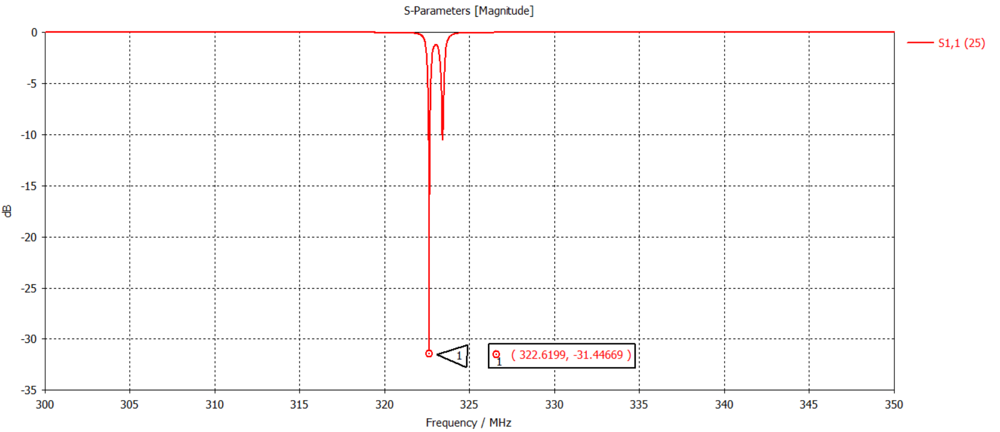 S-Parameters [Magnitude]
0
-5
-10
-15
-20
-25
-30
-35
dB
300 305 310 315 320 325 330 335 340 345 350
Frequency / MHz
S1,1 (25)
1
1 ( 322.6199, -31.44669 )